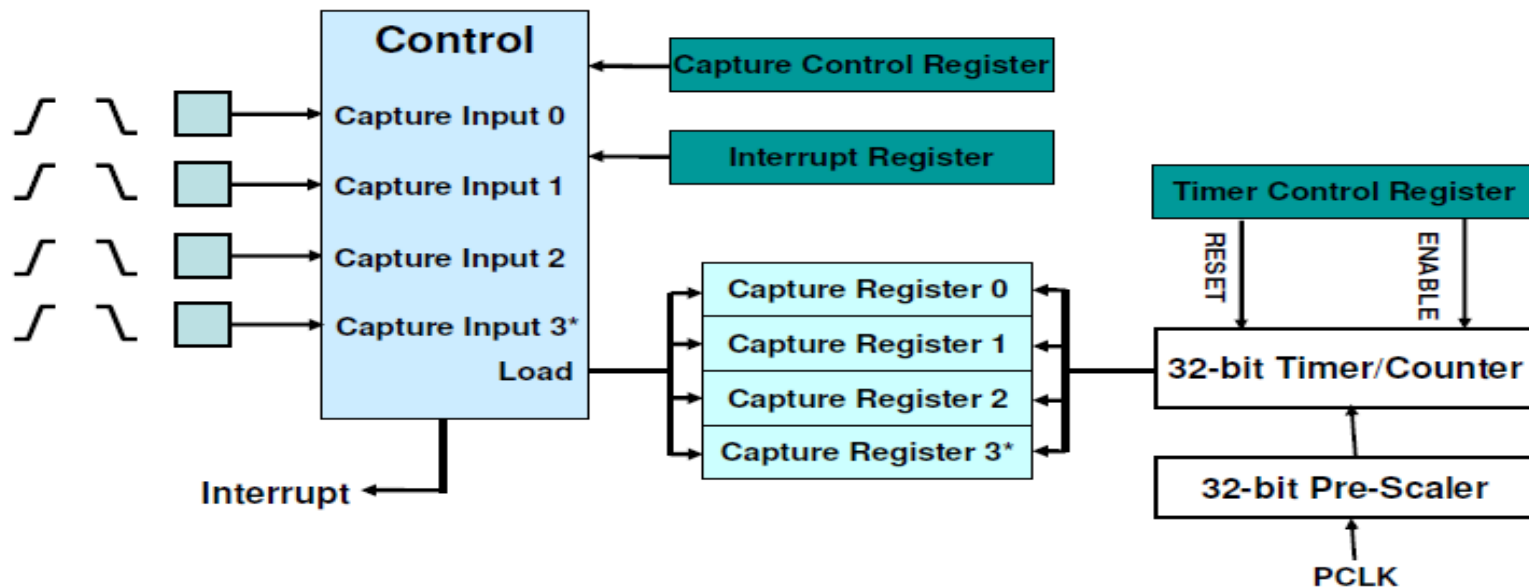 Control
Capture Control Register
Capture Input 0
Interrupt Register
Capture Input 1
Timer Control Register
RESET
ENABLE
Capture Input 2
Capture Register 0
Capture Input 3*
Capture Register 1
32-bit Timer/Counter
Load
Capture Register 2
Capture Register 3*
Interrupt
32-bit Pre-Scaler
PCLK